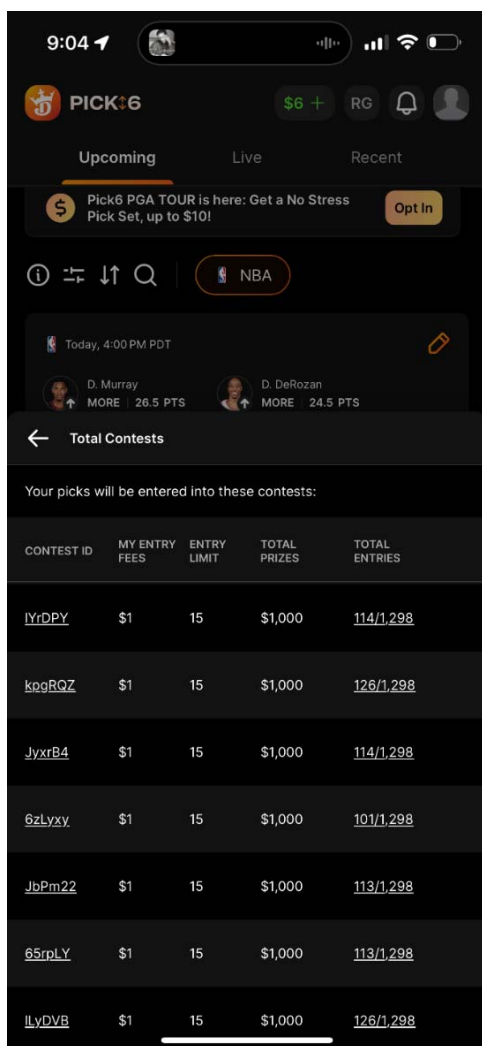 9:04
PICK6
$6 +
RG
Upcoming
Live
Recent
Pick6 PGA TOUR is here: Get a No Stress
Pick Set, up to $10!
Opt In
NBA
Today, 4:00 PM PDT
D. Murray
MORE | 26.5 PTS
D. DeRozan
MORE | 24.5 PTS
Total Contests
Your picks will be entered into these contests:
CONTEST ID MY ENTRY FEES ENTRY LIMIT TOTAL PRIZES TOTAL ENTRIES
lYrDPY $1 15 $1,000 114/1,298
kpgRQZ $1 15 $1,000 126/1,298
JyxrB4 $1 15 $1,000 114/1,298
6zLyxy $1 15 $1,000 101/1,298
JbPm22 $1 15 $1,000 113/1,298
65rpLY $1 15 $1,000 113/1,298
lLyDVB $1 15 $1,000 126/1,298